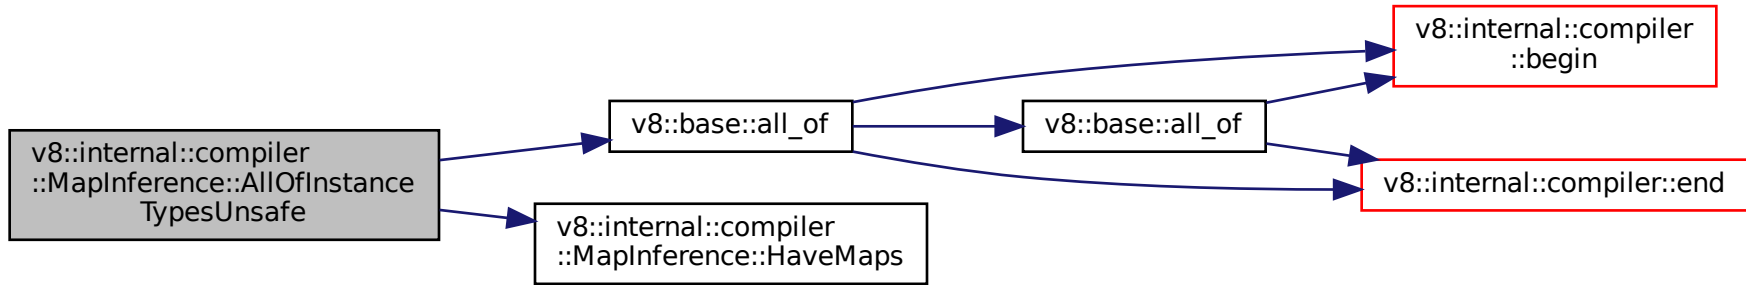 v8::internal::compiler
::MapInference::AllOfInstance
TypesUnsafe
v8::base::all_of
v8::internal::compiler
::MapInference::HaveMaps
v8::base::all_of
v8::internal::compiler
::begin
v8::internal::compiler::end